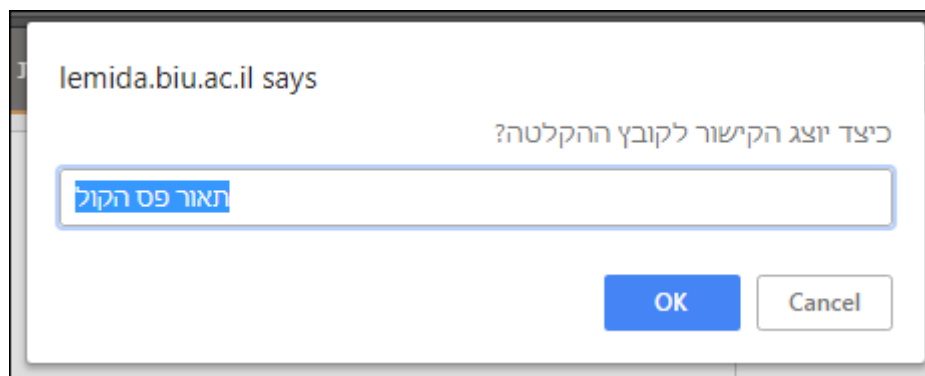 lemida.biu.ac.il says
כיצד יוצג הקישור לקובץ ההקלטה?
תאור פס הקול
OK
Cancel